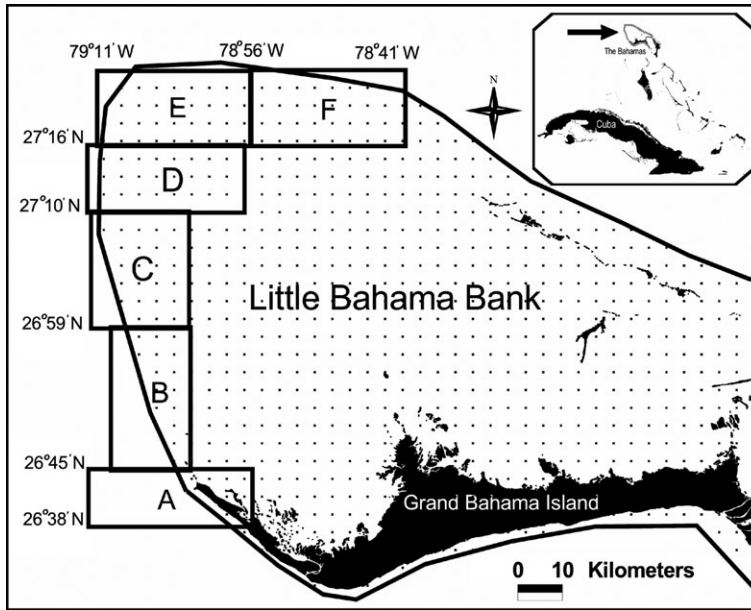 79°11'W
78°56'W
78°41'W
N
The Bahamas
Cuba
E
F
27°16'N
D
27°10'N
C
Little Bahama Bank
26°59'N
B
26°45'N
A
Grand Bahama Island
26°38'N
0 10 Kilometers